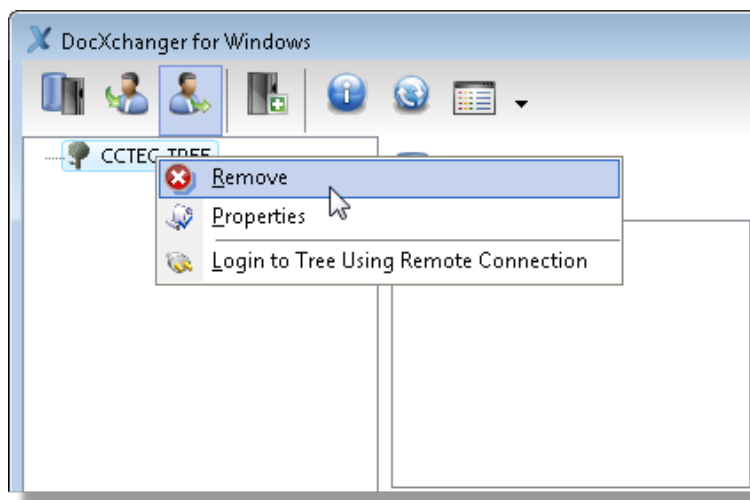 DocXchanger for Windows
CCTEC-TREE
Remove
Properties
Login to Tree Using Remote Connection